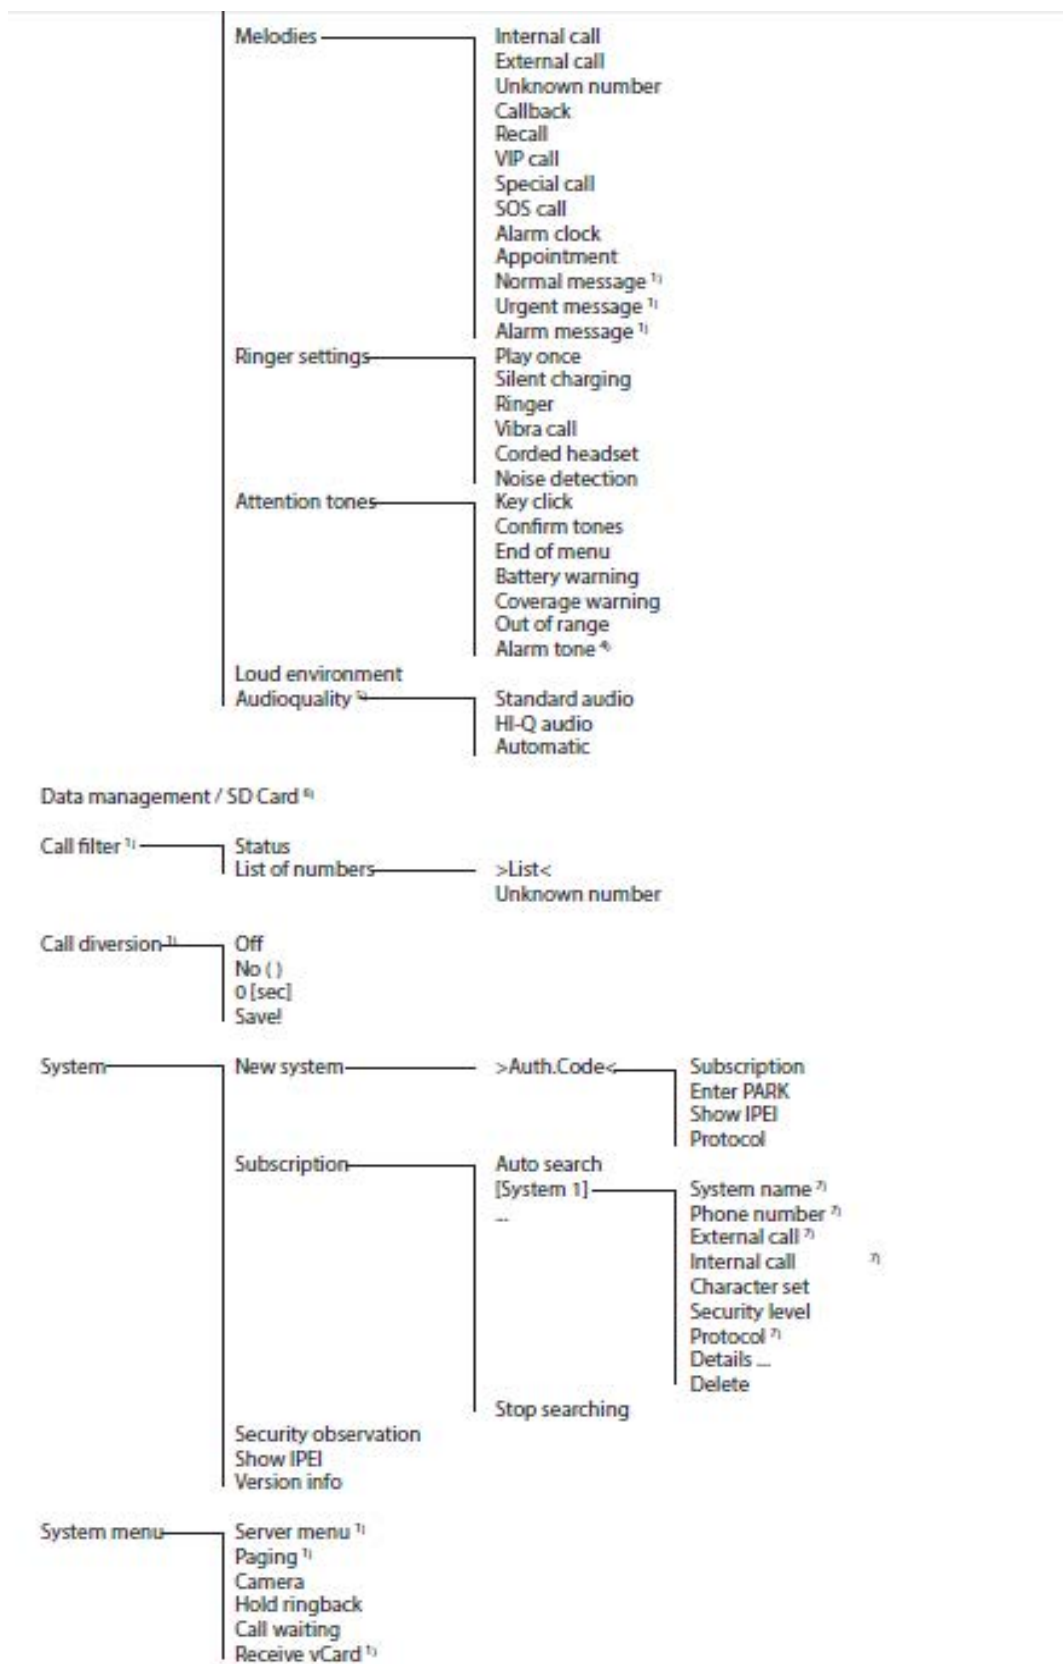 Melodies Internal call
External call
Unknown number
Callback
Recall
VIP call
Special call
SOS call
Alarm clock
Appointment
Normal message 1)
Urgent message 1)
Alarm message 1)
Ringer settings Play once
Silent charging
Ringer
Vibra call
Corded headset
Noise detection
Attention tones Key click
Confirm tones
End of menu
Battery warning
Coverage warning
Out of range
Alarm tone 4)
Loud environment
Audioquality Standard audio
HI-Q audio
Automatic
Data management / SD Card 6)
Call filter 1) Status
List of numbers >List<
Unknown number
Call diversion 1) Off
No ( )
0 [sec]
Save!
System New system >Auth.Code< Subscription
Enter PARK
Show IPEI
Protocol
Subscription Auto search
[System 1] System name 7)
... Phone number 7)
External call 7)
Internal call 7)
Character set
Security level
Protocol 7)
Details ...
Delete
Stop searching
Security observation
Show IPEI
Version info
System menu Server menu 1)
Paging 1)
Camera
Hold ringback
Call waiting
Receive vCard 1)